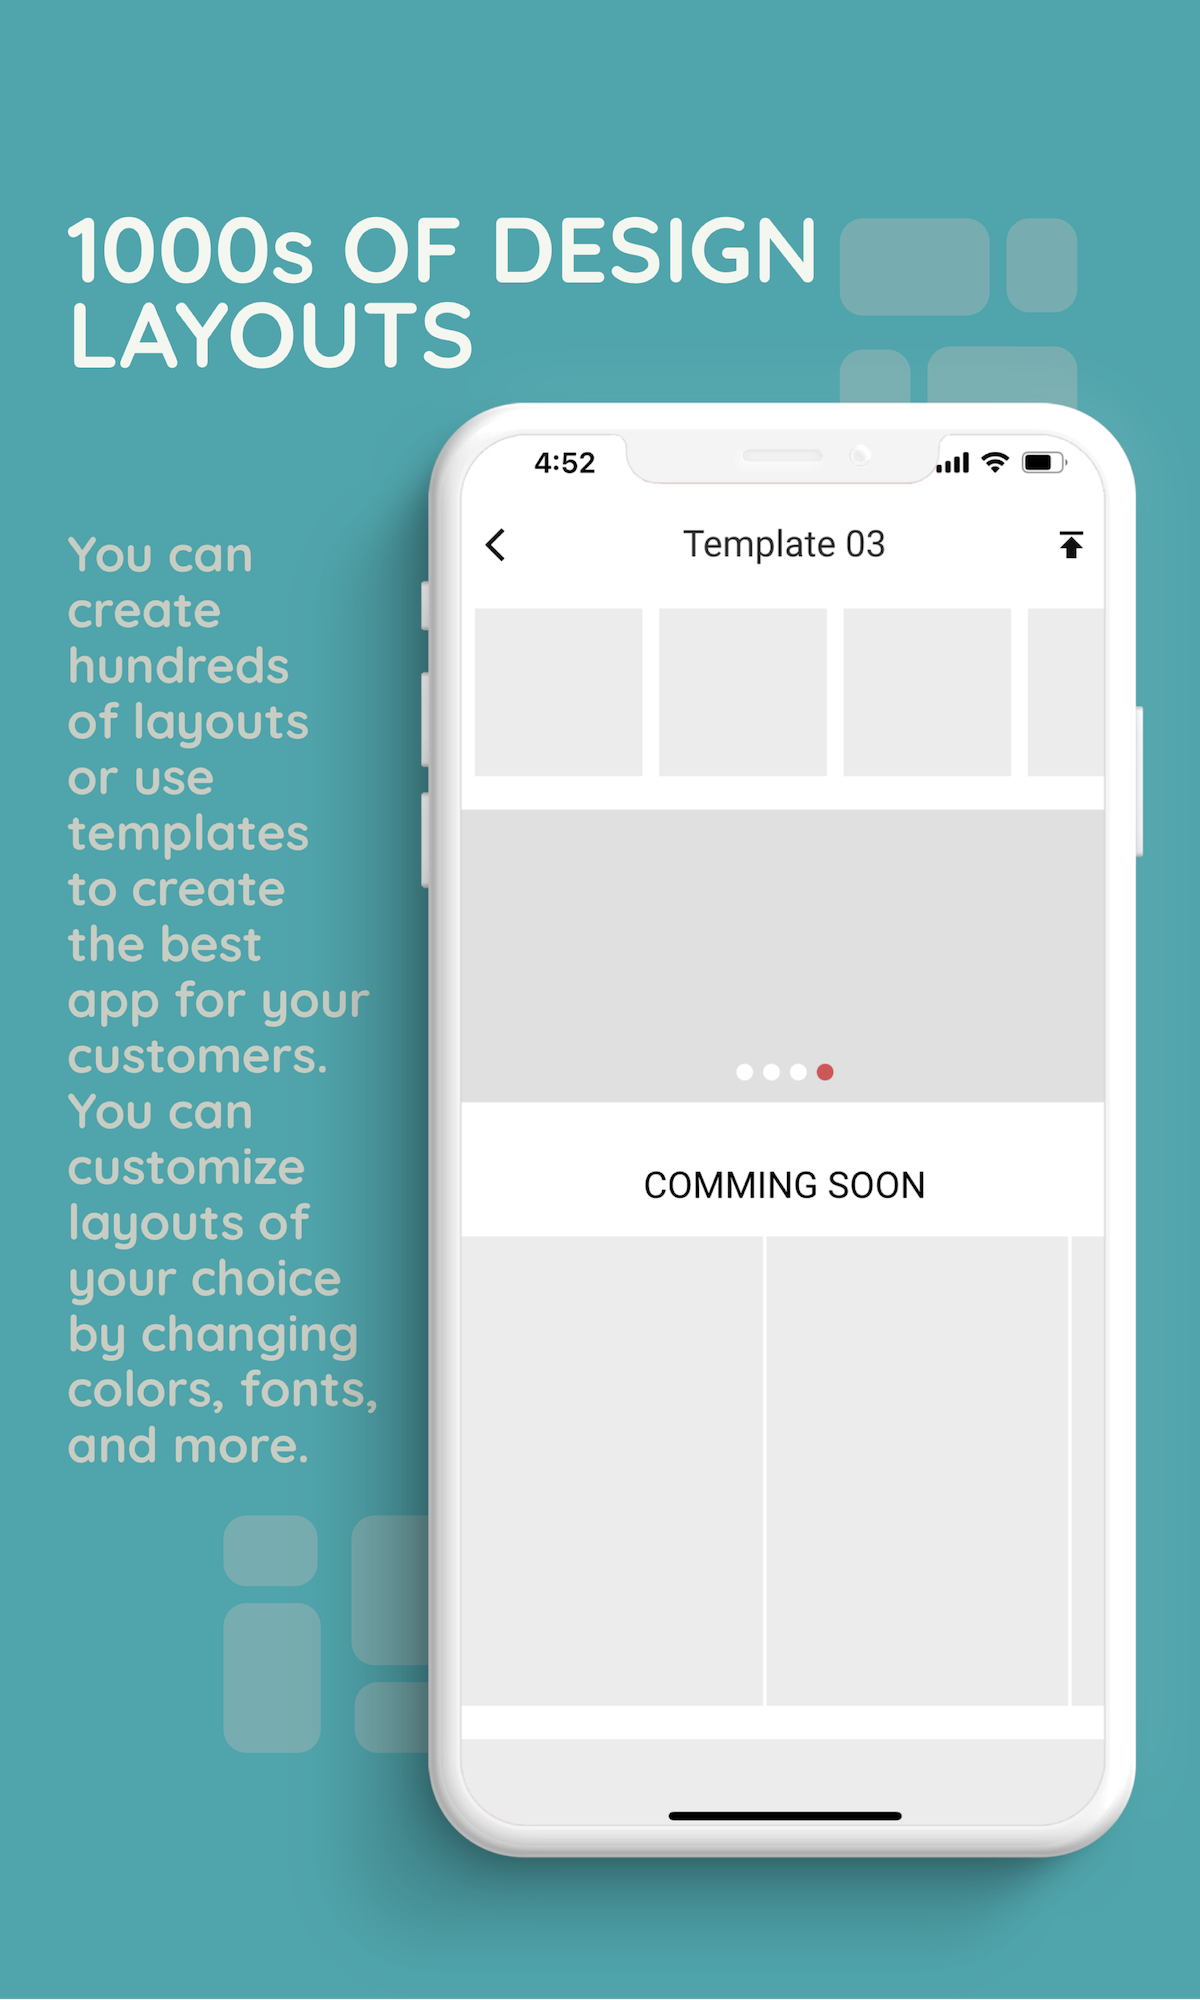 1000s OF DESIGN
LAYOUTS
You can
create
hundreds
of layouts
or use
templates
to create
the best
app for your
customers.
You can
customize
layouts of
your choice
by changing
colors, fonts,
and more.
4:52
Template 03
COMMING SOON